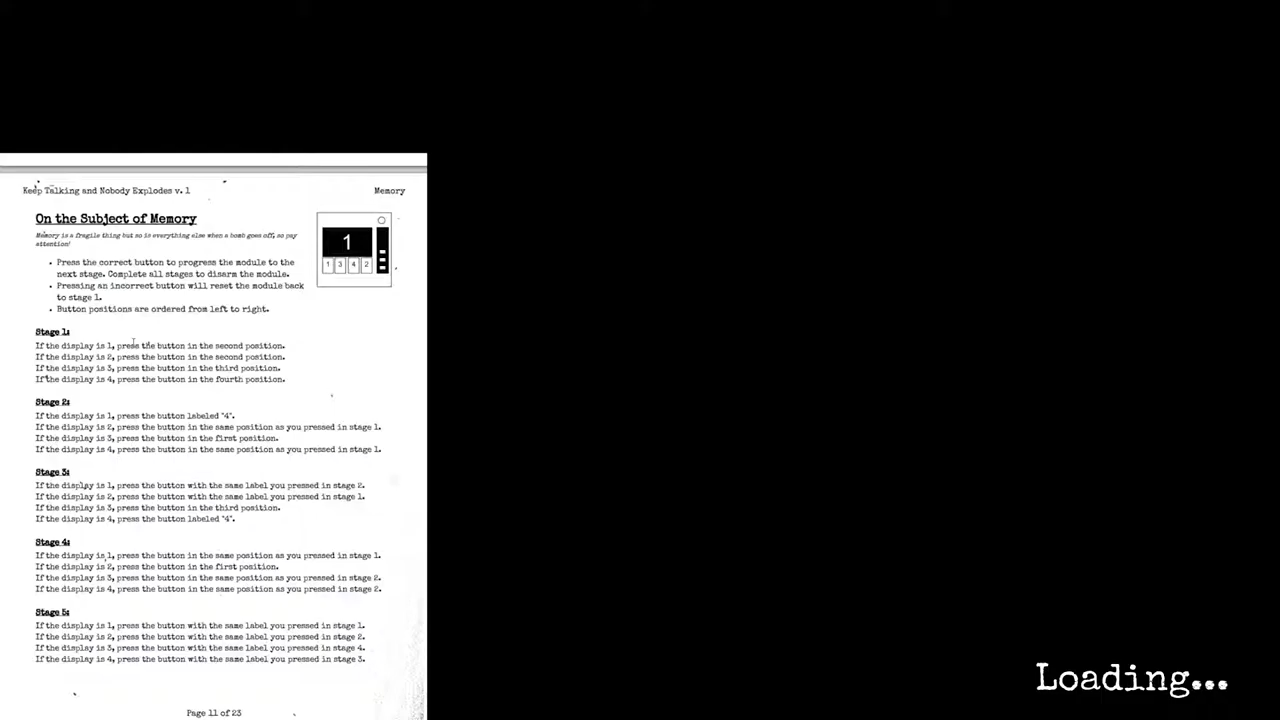 Keep Talking and Nobody Explodes v. 1 Memory
On the Subject of Memory
Memory is a fragile thing but so is everything else when a bomb goes off, so pay
attention!
1
1 3 4 2
• Press the correct button to progress the module to the
next stage. Complete all stages to disarm the module.
• Pressing an incorrect button will reset the module back
to stage 1.
• Button positions are ordered from left to right.
Stage 1:
If the display is 1, press the button in the second position.
If the display is 2, press the button in the second position.
If the display is 3, press the button in the third position.
If the display is 4, press the button in the fourth position.
Stage 2:
If the display is 1, press the button labeled "4".
If the display is 2, press the button in the same position as you pressed in stage 1.
If the display is 3, press the button in the first position.
If the display is 4, press the button in the same position as you pressed in stage 1.
Stage 3:
If the display is 1, press the button with the same label you pressed in stage 2.
If the display is 2, press the button with the same label you pressed in stage 1.
If the display is 3, press the button in the third position.
If the display is 4, press the button labeled "4".
Stage 4:
If the display is 1, press the button in the same position as you pressed in stage 1.
If the display is 2, press the button in the first position.
If the display is 3, press the button in the same position as you pressed in stage 2.
If the display is 4, press the button in the same position as you pressed in stage 2.
Stage 5:
If the display is 1, press the button with the same label you pressed in stage 1.
If the display is 2, press the button with the same label you pressed in stage 2.
If the display is 3, press the button with the same label you pressed in stage 4.
If the display is 4, press the button with the same label you pressed in stage 3.
Page 11 of 23
Loading...